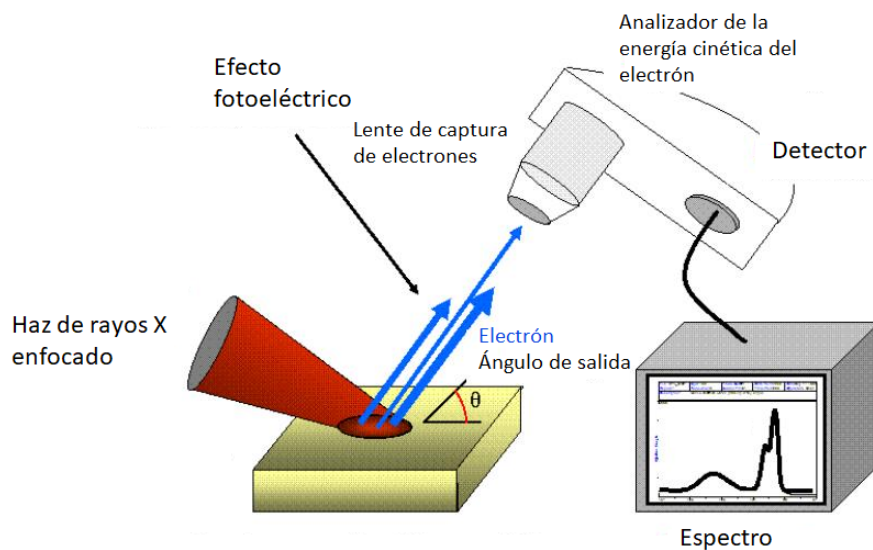 Analizador de la
energía cinética del
electrón
Efecto
fotoeléctrico
Lente de captura
de electrones
Detector
Haz de rayos X
enfocado
Electrón
Ángulo de salida
θ
Espectro